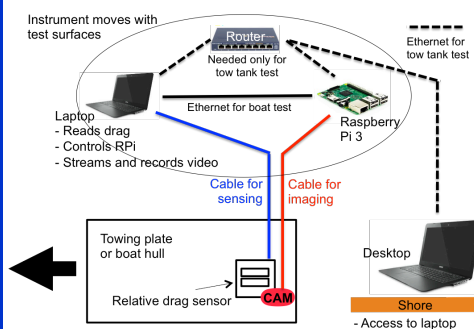 Instrument moves with
test surfaces
Router
Needed only for
tow tank test
Ethernet for
tow tank test
Ethernet for boat test
Laptop
- Reads drag
- Controls RPi
- Streams and records video
Raspberry
Pi 3
Cable for
sensing
Cable for
imaging
Towing plate
or boat hull
Relative drag sensor
CAM
Desktop
Shore
- Access to laptop